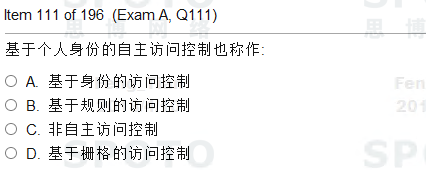 Item 111 of 196 (Exam A, Q111)
基于个人身份的自主访问控制也称作:
A. 基于身份的访问控制
B. 基于规则的访问控制
C. 非自主访问控制
D. 基于栅格的访问控制